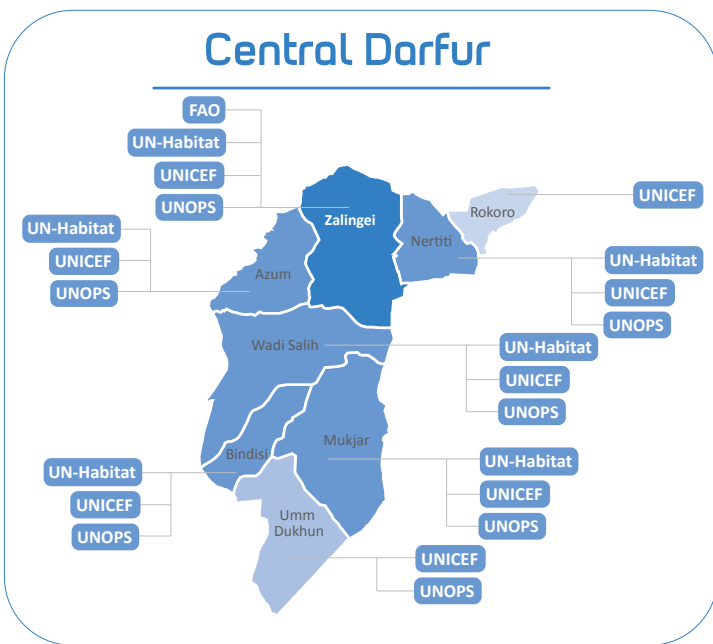 Central Darfur
FAO
UN-Habitat
UNICEF
UNOPS
Zalingei
UNICEF
Rokoro
UN-Habitat
UNICEF
UNOPS
Azum
Nertiti
UN-Habitat
UNICEF
UNOPS
Wadi Salih
UN-Habitat
UNICEF
UNOPS
Mukjar
Bindisi
UN-Habitat
UNICEF
UNOPS
UN-Habitat
UNICEF
UNOPS
Umm
Dukhun
UNICEF
UNOPS